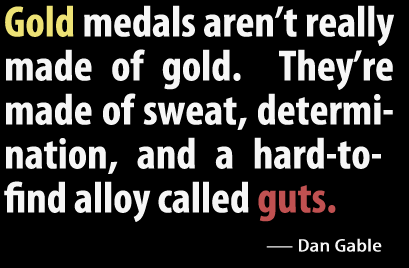 Gold medals aren’t really
made of gold. They’re
made of sweat, determi-
nation, and a hard-to-
find alloy called guts.
— Dan Gable